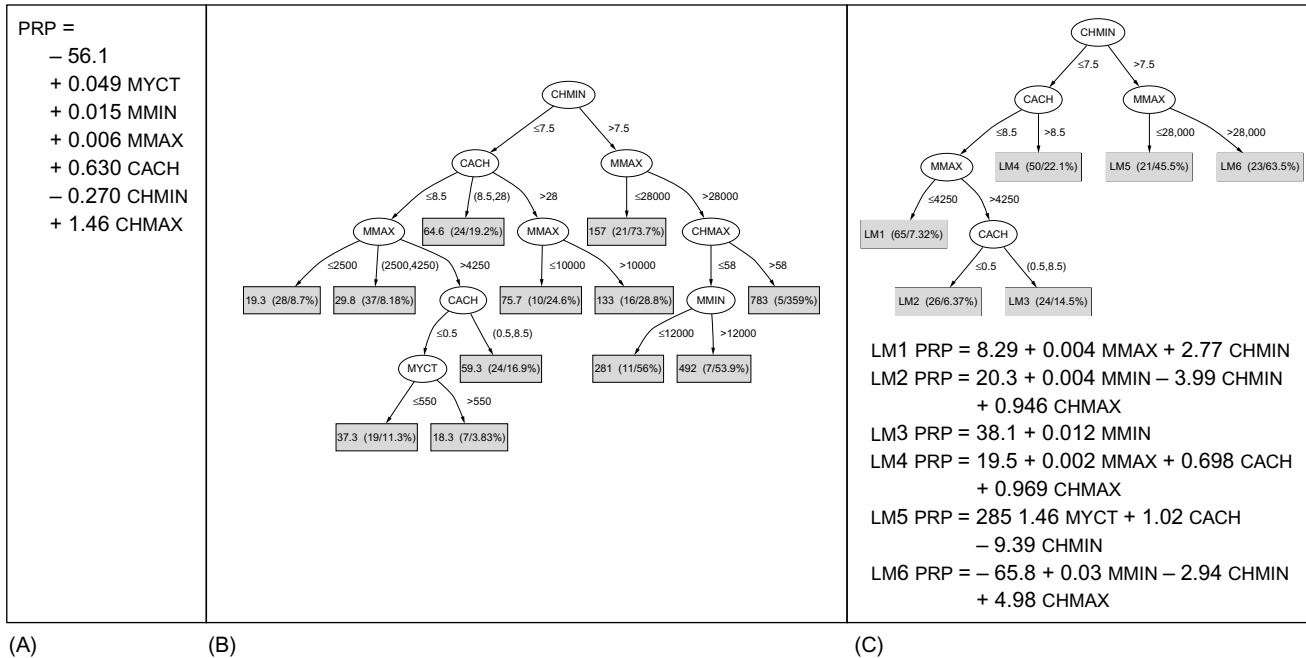 PRP =
– 56.1
+ 0.049 MYCT
+ 0.015 MMIN
+ 0.006 MMAX
+ 0.630 CACH
– 0.270 CHMIN
+ 1.46 CHMAX
(A)
CHMIN
≤7.5 >7.5
CACH MMAX
≤8.5 (8.5,28) >28 ≤28000 >28000
MMAX 64.6 (24/19.2%) MMAX 157 (21/73.7%) CHMAX
≤2500 (2500,4250) >4250 ≤10000 >10000 ≤58 >58
19.3 (28/8.7%) 29.8 (37/8.18%) CACH 75.7 (10/24.6%) 133 (16/28.8%) MMIN 783 (5/359%)
≤0.5 (0.5,8.5) ≤12000 >12000
MYCT 59.3 (24/16.9%) 281 (11/56%) 492 (7/53.9%)
≤550 >550
37.3 (19/11.3%) 18.3 (7/3.83%)
(B)
CHMIN
≤7.5 >7.5
CACH MMAX
≤8.5 >8.5 ≤28,000 >28,000
MMAX LM4 (50/22.1%) LM5 (21/45.5%) LM6 (23/63.5%)
≤4250 >4250
LM1 (65/7.32%) CACH
≤0.5 (0.5,8.5)
LM2 (26/6.37%) LM3 (24/14.5%)
LM1 PRP = 8.29 + 0.004 MMAX + 2.77 CHMIN
LM2 PRP = 20.3 + 0.004 MMIN – 3.99 CHMIN
+ 0.946 CHMAX
LM3 PRP = 38.1 + 0.012 MMIN
LM4 PRP = 19.5 + 0.002 MMAX + 0.698 CACH
+ 0.969 CHMAX
LM5 PRP = 285 1.46 MYCT + 1.02 CACH
– 9.39 CHMIN
LM6 PRP = – 65.8 + 0.03 MMIN – 2.94 CHMIN
+ 4.98 CHMAX
(C)